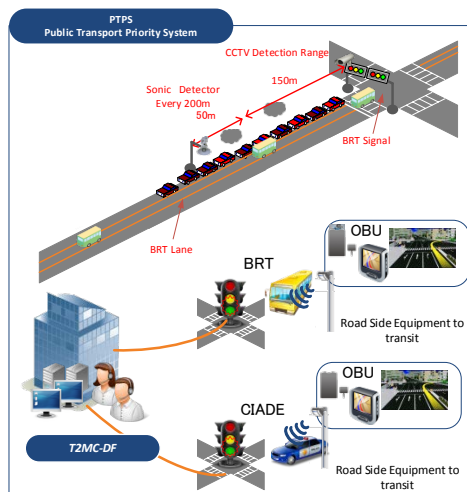 PTPS
Public Transport Priority System
CCTV Detection Range
150m
Sonic Detector
Every 200m
50m
BRT Signal
BRT Lane
OBU
BRT
Road Side Equipment to
transit
OBU
CIADE
T2MC-DF
Road Side Equipment to
transit